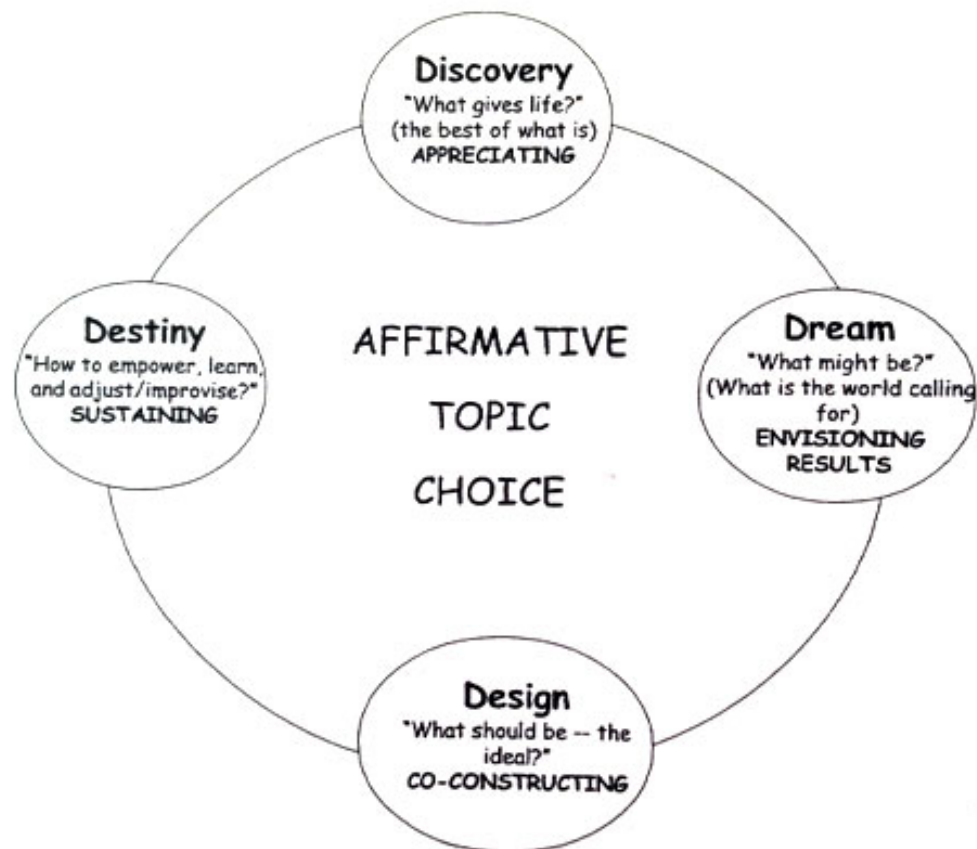 Discovery
"What gives life?"
(the best of what is)
APPRECIATING
Dream
"What might be?"
(What is the world calling
for)
ENVISIONING
RESULTS
Design
"What should be -- the
ideal?"
CO-CONSTRUCTING
Destiny
"How to empower, learn,
and adjust/improvise?"
SUSTAINING
AFFIRMATIVE
TOPIC
CHOICE